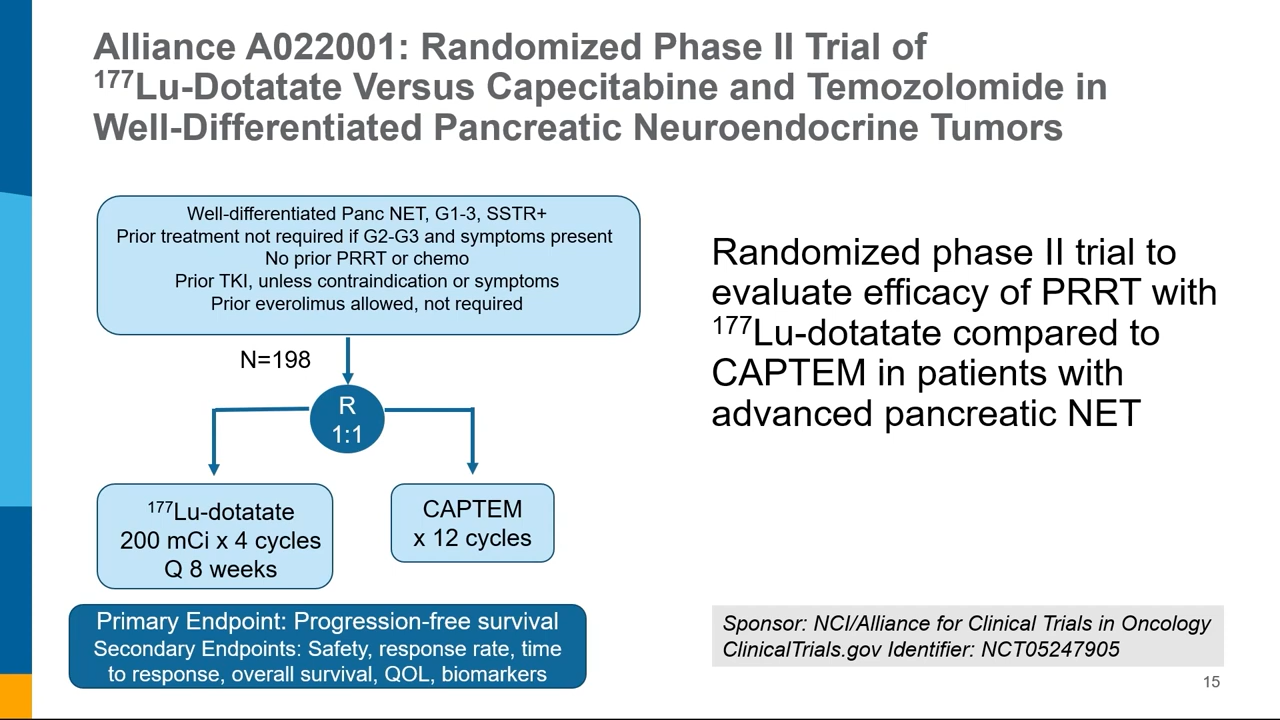 Alliance A022001: Randomized Phase II Trial of
¹⁷⁷Lu-Dotatate Versus Capecitabine and Temozolomide in
Well-Differentiated Pancreatic Neuroendocrine Tumors
Well-differentiated Panc NET, G1-3, SSTR+
Prior treatment not required if G2-G3 and symptoms present
No prior PRRT or chemo
Prior TKI, unless contraindication or symptoms
Prior everolimus allowed, not required
N=198
R
1:1
¹⁷⁷Lu-dotatate
200 mCi x 4 cycles
Q 8 weeks
CAPTEM
x 12 cycles
Primary Endpoint: Progression-free survival
Secondary Endpoints: Safety, response rate, time
to response, overall survival, QOL, biomarkers
Randomized phase II trial to
evaluate efficacy of PRRT with
¹⁷⁷Lu-dotatate compared to
CAPTEM in patients with
advanced pancreatic NET
Sponsor: NCI/Alliance for Clinical Trials in Oncology
ClinicalTrials.gov Identifier: NCT05247905
15